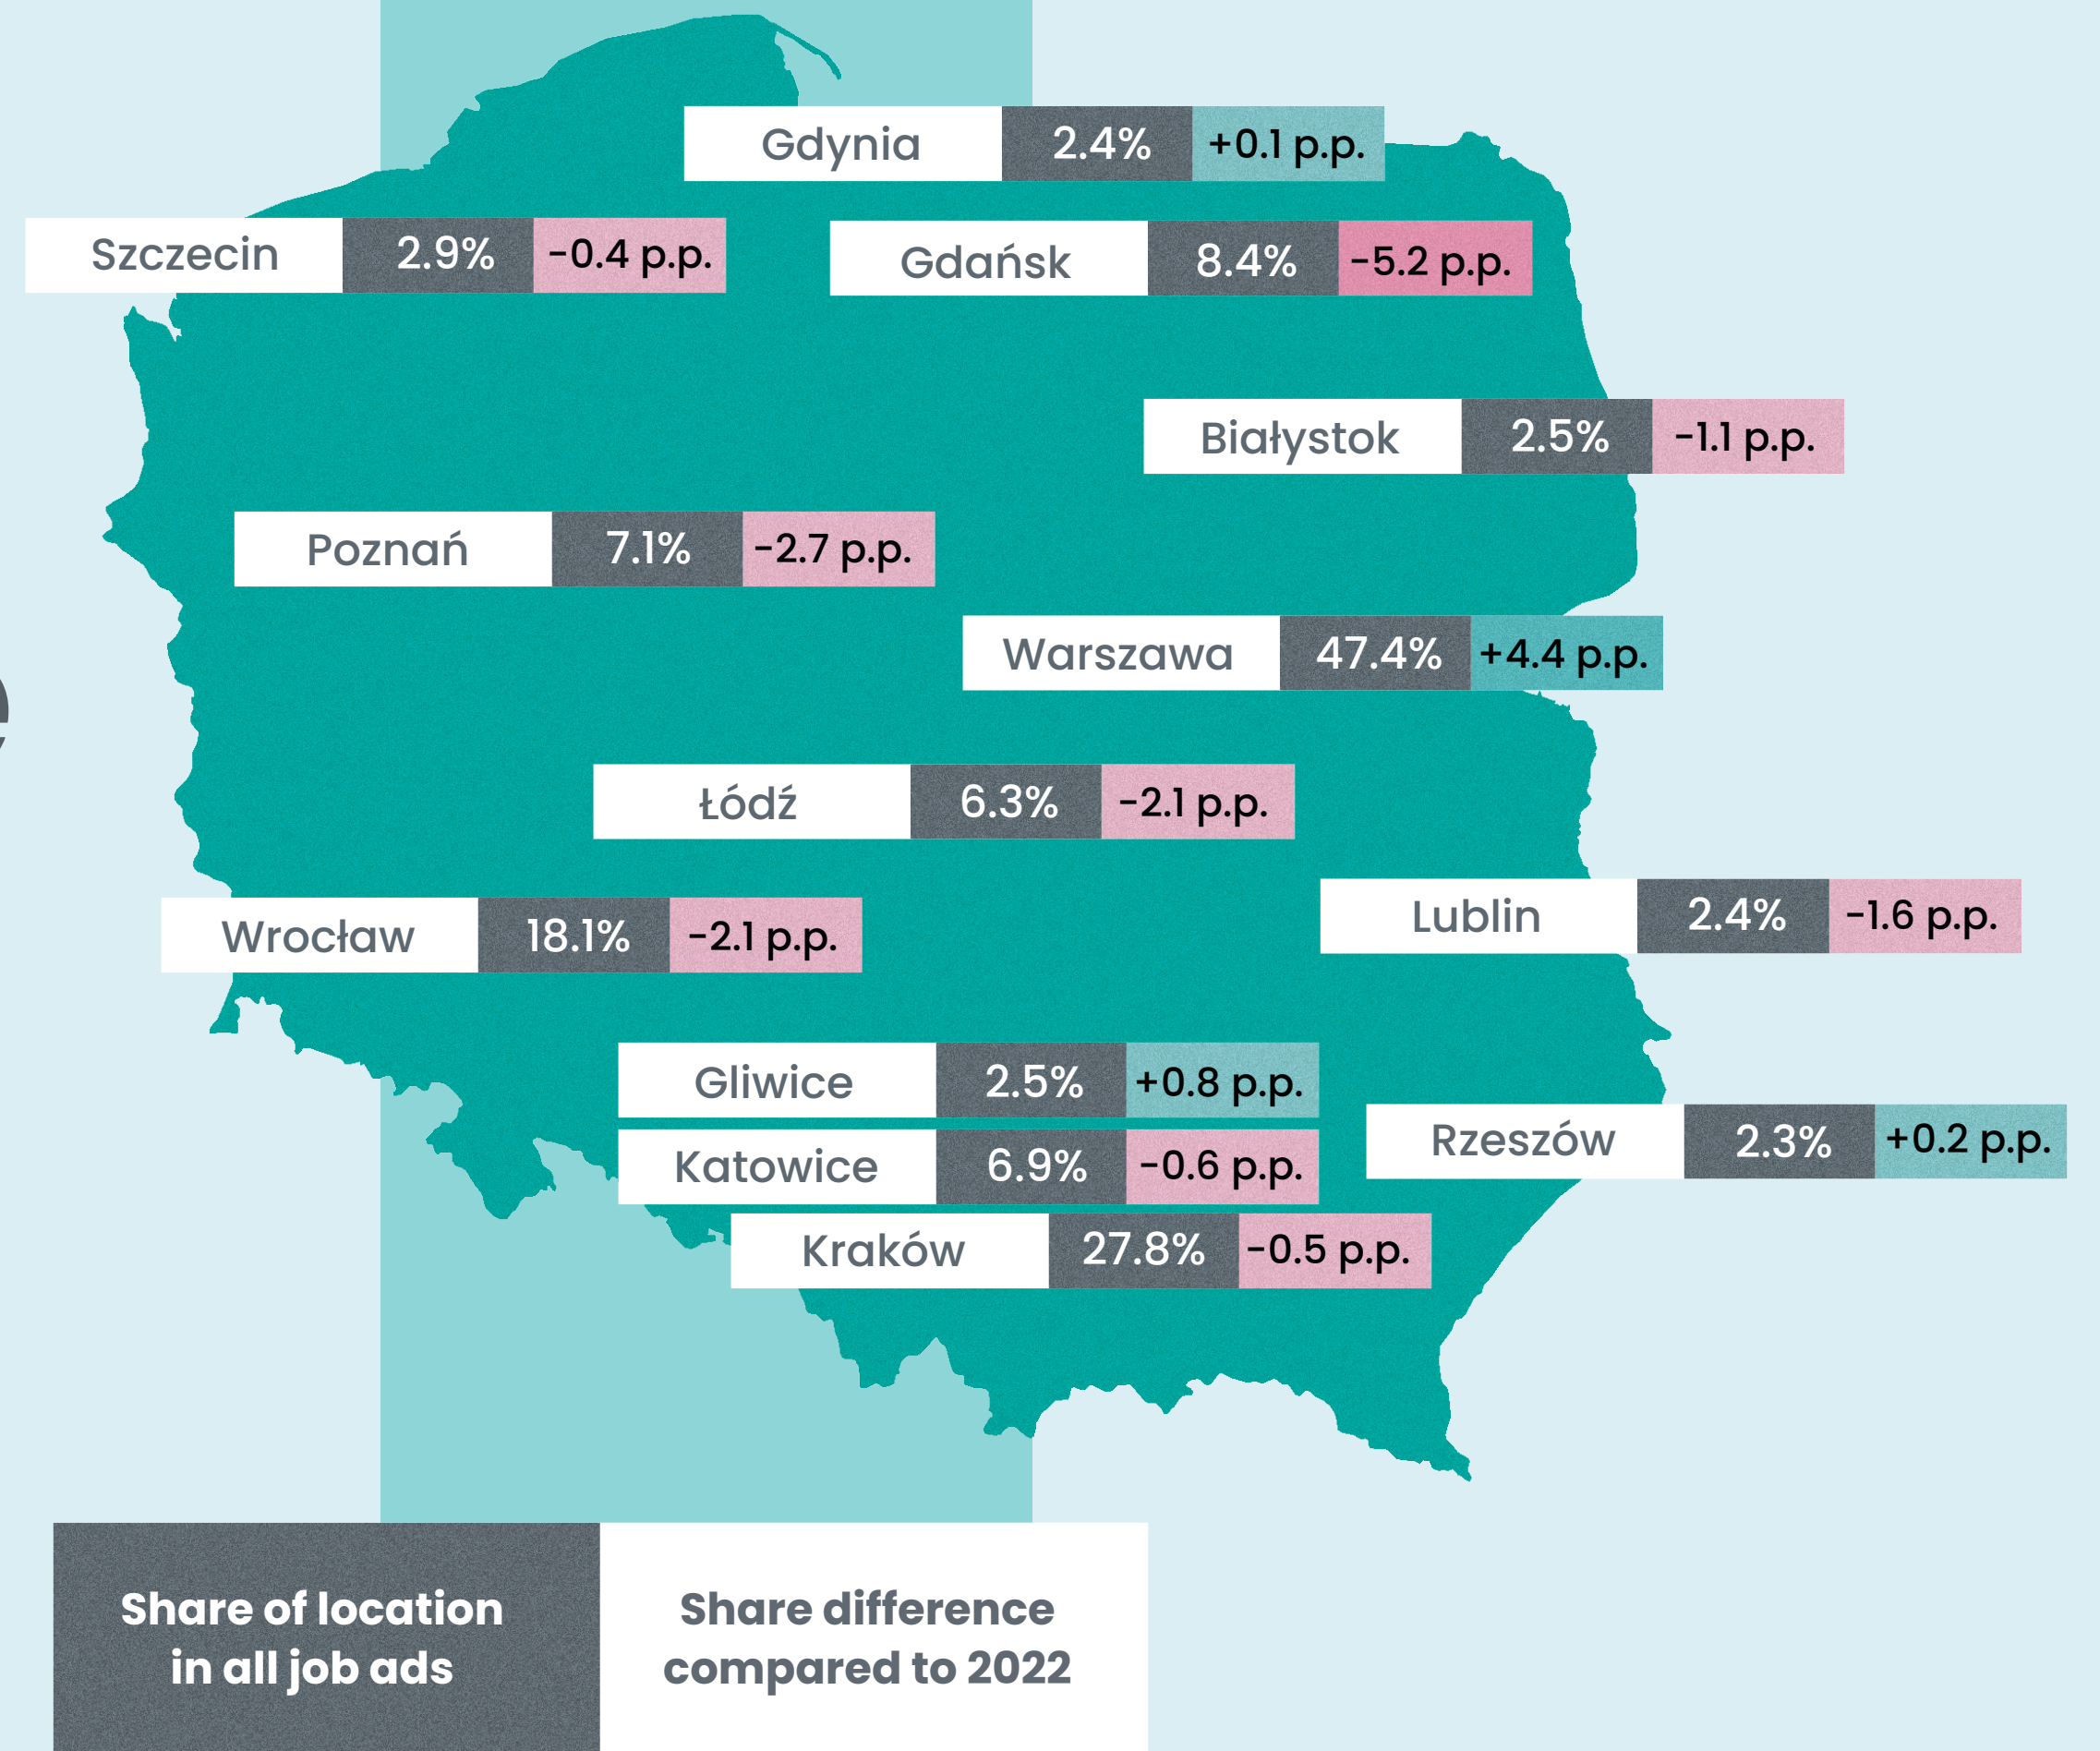 Gdynia 2.4% +0.1 p.p.
Szczecin 2.9% -0.4 p.p.
Gdańsk 8.4% -5.2 p.p.
Białystok 2.5% -1.1 p.p.
Poznań 7.1% -2.7 p.p.
Warszawa 47.4% +4.4 p.p.
Łódź 6.3% -2.1 p.p.
Lublin 2.4% -1.6 p.p.
Wrocław 18.1% -2.1 p.p.
Gliwice 2.5% +0.8 p.p.
Rzeszów 2.3% +0.2 p.p.
Katowice 6.9% -0.6 p.p.
Kraków 27.8% -0.5 p.p.
Share of location
in all job ads
Share difference
compared to 2022